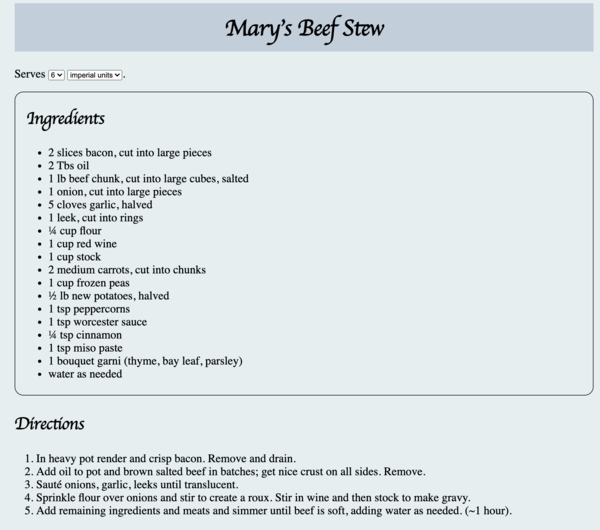 Mary's Beef Stew
Serves 6 imperial units.
Ingredients
• 2 slices bacon, cut into large pieces
• 2 Tbs oil
• 1 lb beef chunk, cut into large cubes, salted
• 1 onion, cut into large pieces
• 5 cloves garlic, halved
• 1 leek, cut into rings
• ¼ cup flour
• 1 cup red wine
• 1 cup stock
• 2 medium carrots, cut into chunks
• 1 cup frozen peas
• ½ lb new potatoes, halved
• 1 tsp peppercorns
• 1 tsp worcester sauce
• ¼ tsp cinnamon
• 1 tsp miso paste
• 1 bouquet garni (thyme, bay leaf, parsley)
• water as needed
Directions
1. In heavy pot render and crisp bacon. Remove and drain.
2. Add oil to pot and brown salted beef in batches; get nice crust on all sides. Remove.
3. Sauté onions, garlic, leeks until translucent.
4. Sprinkle flour over onions and stir to create a roux. Stir in wine and then stock to make gravy.
5. Add remaining ingredients and meats and simmer until beef is soft, adding water as needed. (~1 hour).